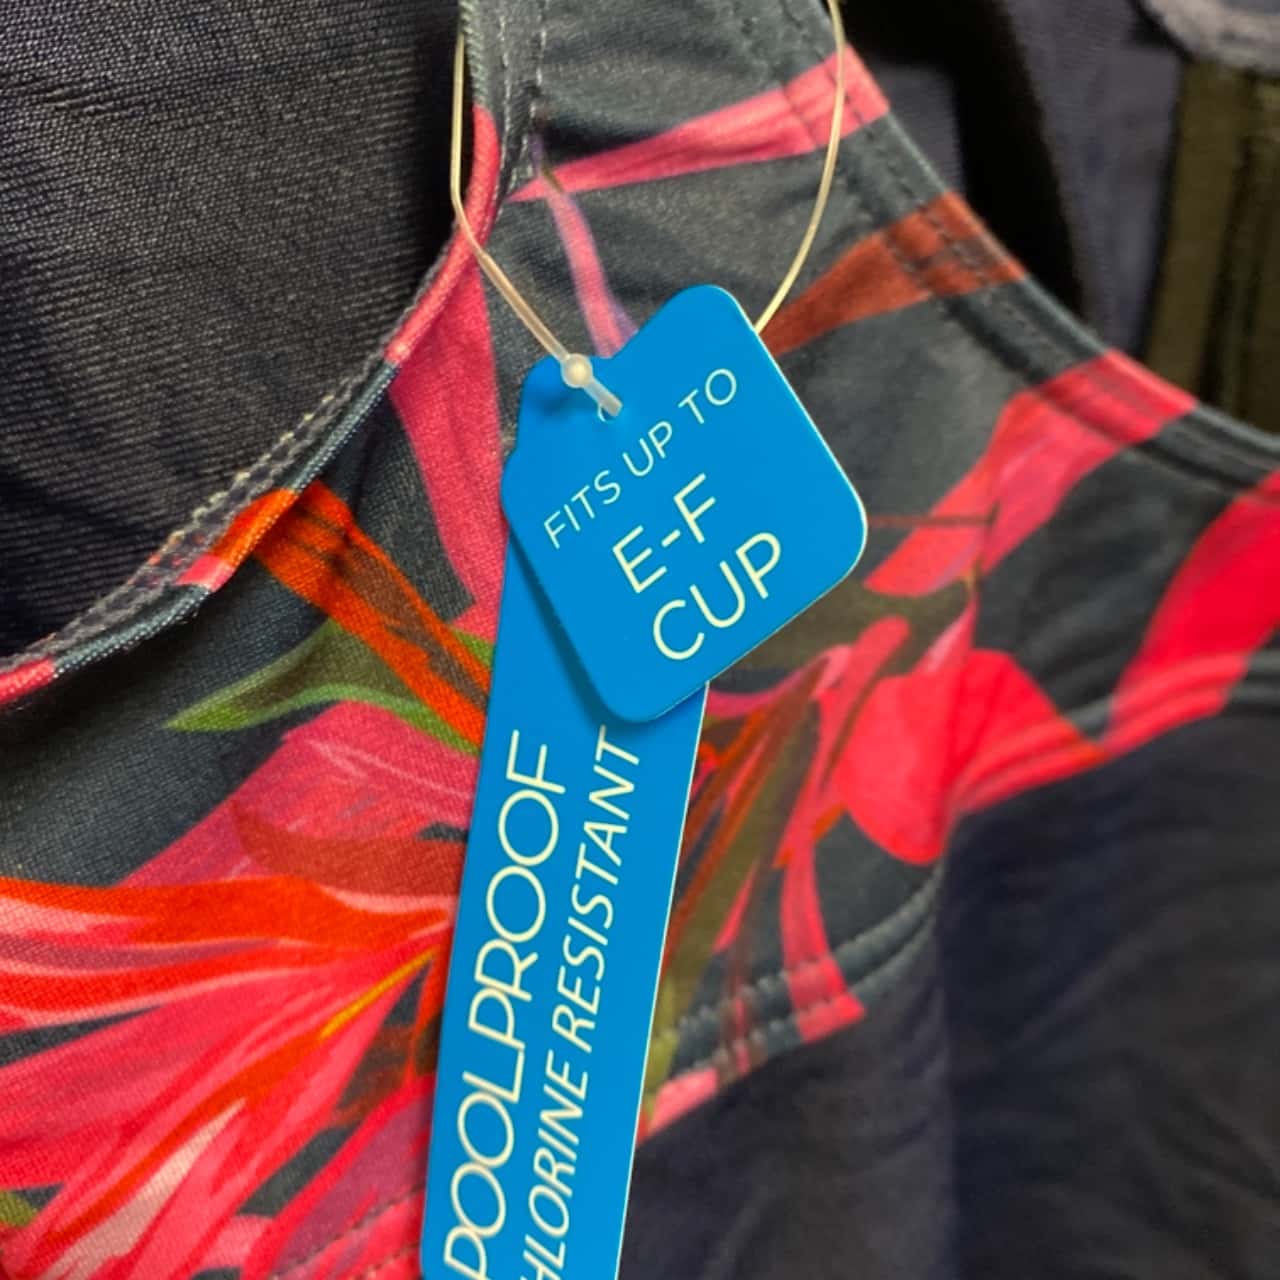 FITS UP TO
E-F
CUP
POOLPROOF
HLORINE RESISTANT